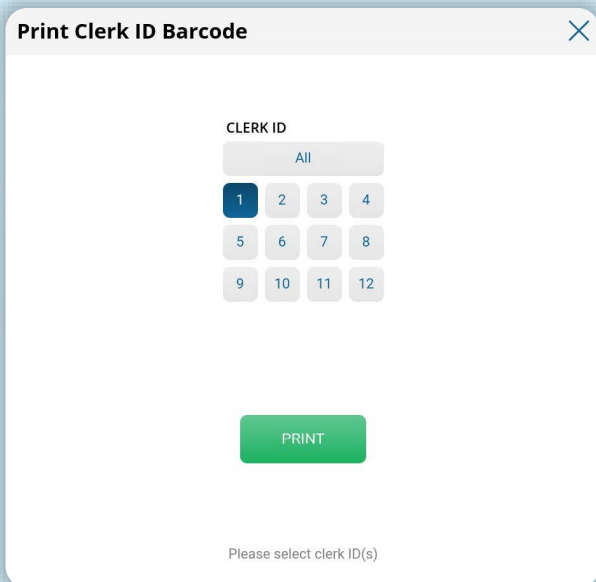 Print Clerk ID Barcode
CLERK ID
All
1 2 3 4
5 6 7 8
9 10 11 12
PRINT
Please select clerk ID(s)